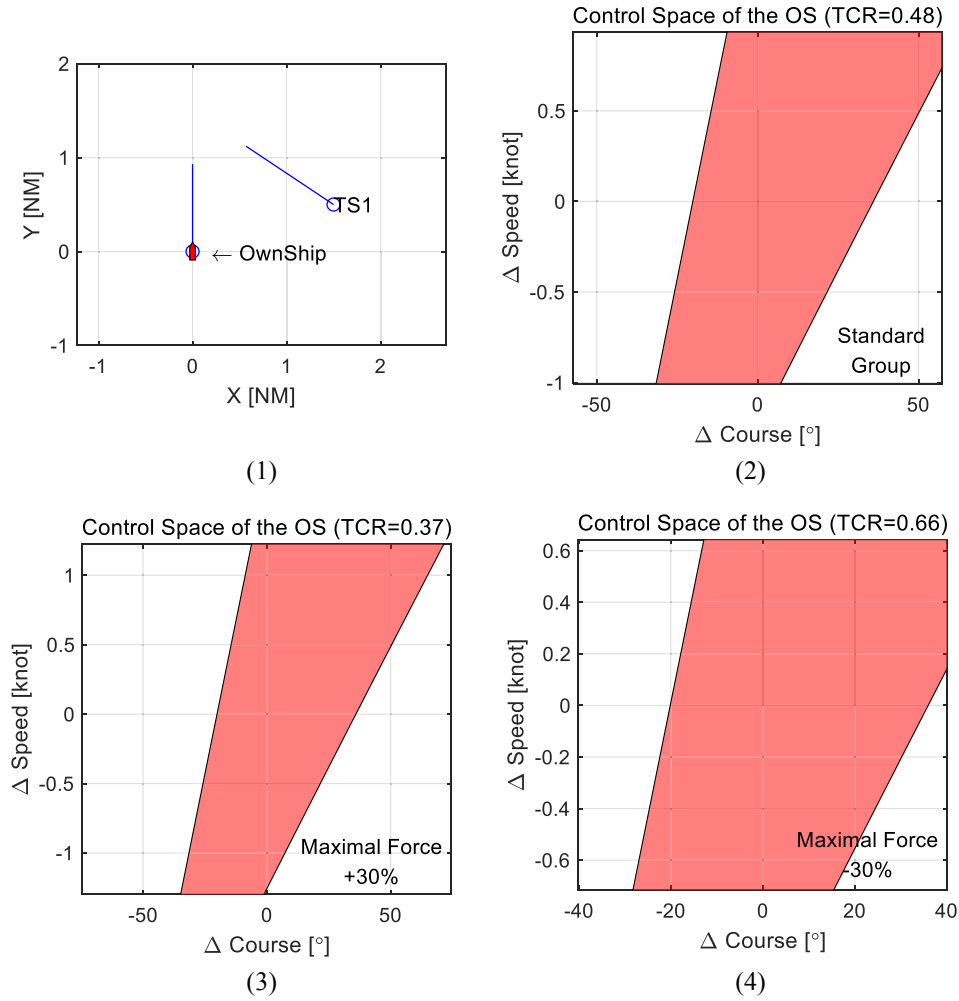 2
1
0
-1
Y [NM]
TS1
← OwnShip
-1
0
1
2
X [NM]
(1)
Control Space of the OS (TCR=0.48)
0.5
0
-0.5
-1
Δ Speed [knot]
Standard
Group
-50
0
50
Δ Course [°]
(2)
Control Space of the OS (TCR=0.37)
1
0.5
0
-0.5
-1
Δ Speed [knot]
Maximal Force
+30%
-50
0
50
Δ Course [°]
(3)
Control Space of the OS (TCR=0.66)
0.6
0.4
0.2
0
-0.2
-0.4
-0.6
Δ Speed [knot]
Maximal Force
-30%
-40
-20
0
20
40
Δ Course [°]
(4)